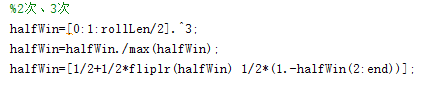 %2次、3次
halfWin=[0:1:rollLen/2].^3;
halfWin=halfWin./max(halfWin);
halfWin=[1/2+1/2*fliplr(halfWin) 1/2*(1.-halfWin(2:end))];